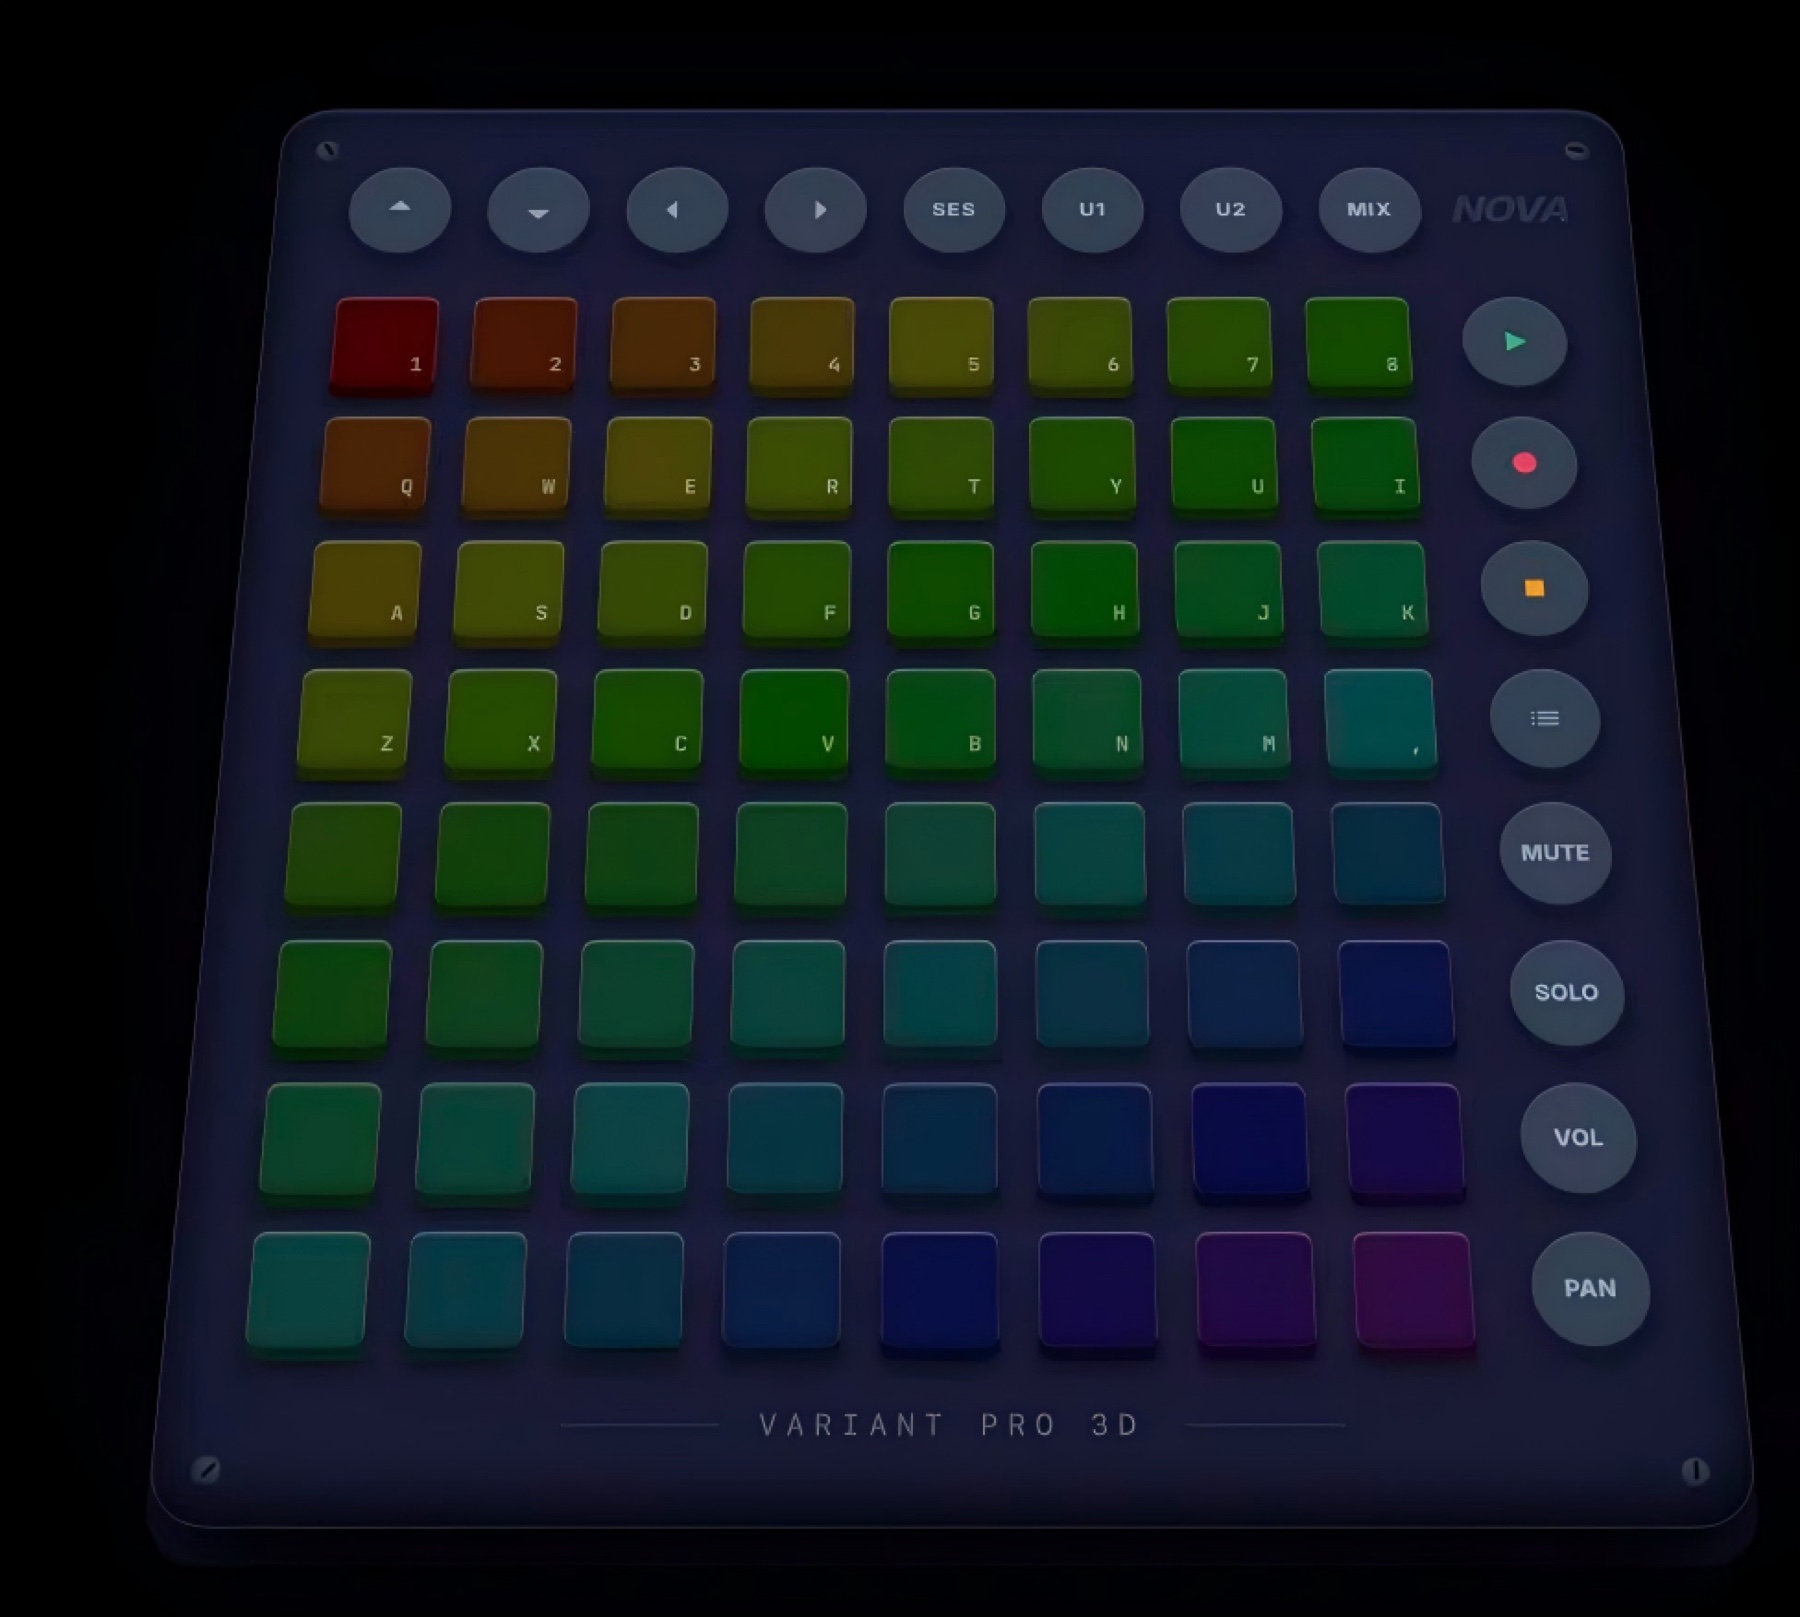 SES U1 U2 MIX NOVA
1 2 3 4 5 6 7 8
Q W E R T Y U I
A S D F G H J K
Z X C V B N M ,
MUTE
SOLO
VOL
PAN
VARIANT PRO 3D